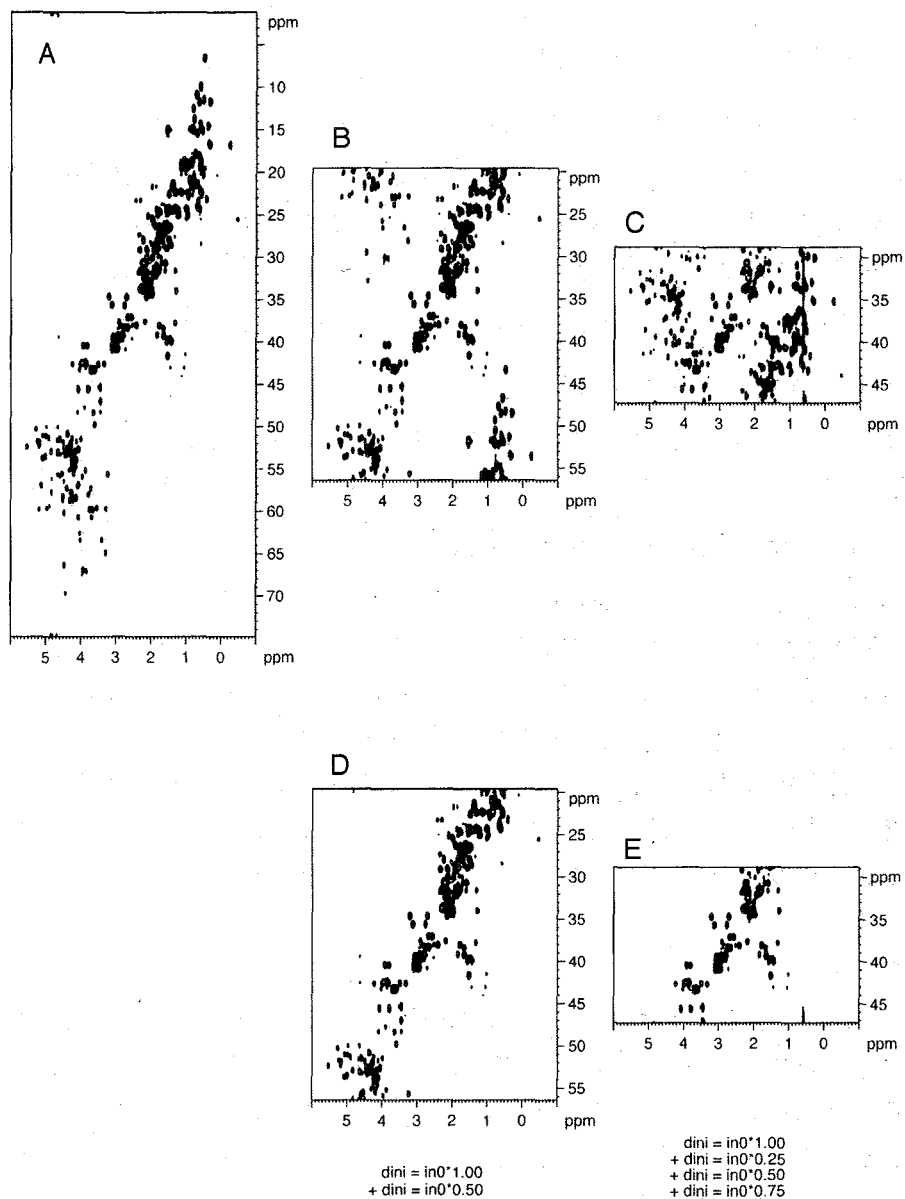 A
ppm
10
15
20
25
30
35
40
45
50
55
60
65
70
5 4 3 2 1 0 ppm
B
ppm
25
30
35
40
45
50
55
5 4 3 2 1 0 ppm
C
ppm
35
40
45
5 4 3 2 1 0 ppm
D
ppm
25
30
35
40
45
50
55
5 4 3 2 1 0 ppm
E
ppm
35
40
45
5 4 3 2 1 0 ppm
dini = in0*1.00
+ dini = in0*0.50
dini = in0*1.00
+ dini = in0*0.25
+ dini = in0*0.50
+ dini = in0*0.75